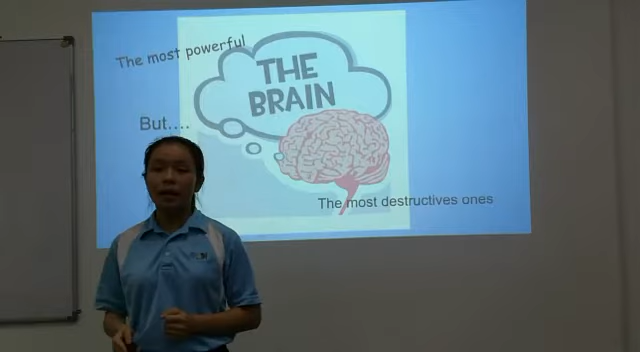 The most powerful
THE
BRAIN
But....
The most destructives ones